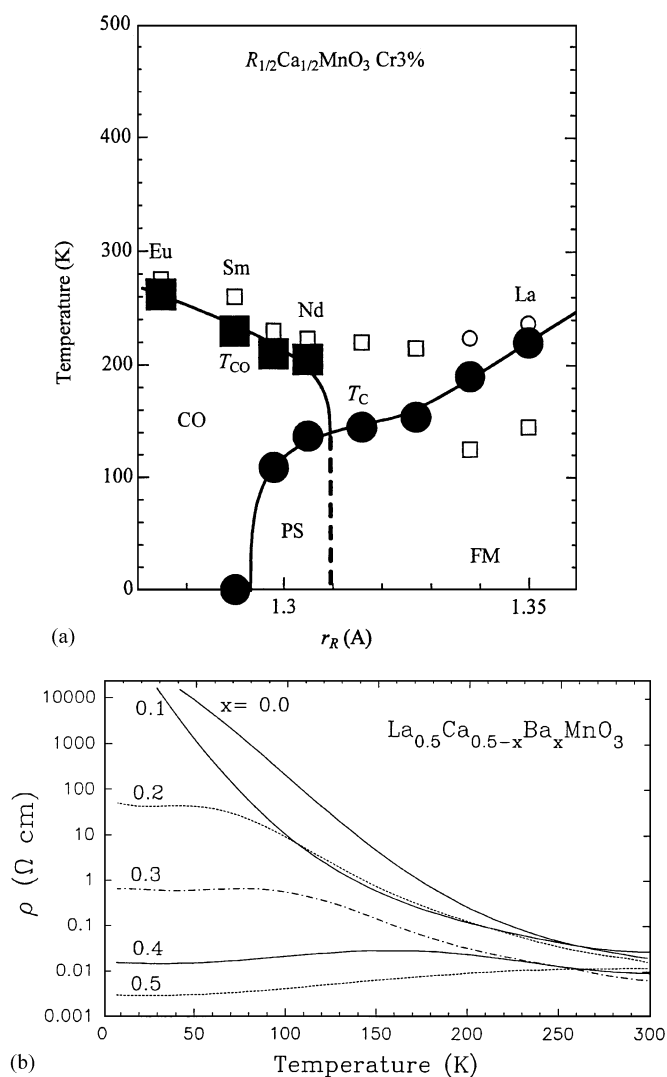 500
R1/2Ca1/2MnO3 Cr3%
400
Temperature (K)
300
Eu
Sm
Nd
La
200
TCO
TC
CO
100
PS
FM
0
1.3
1.35
(a)
rR (A)
10000
0.1
x= 0.0
La0.5Ca0.5-xBaxMnO3
1000
100
0.2
10
ρ (Ω cm)
1
0.3
0.1
0.4
0.01
0.5
0.001
0 50 100 150 200 250 300
(b)
Temperature (K)